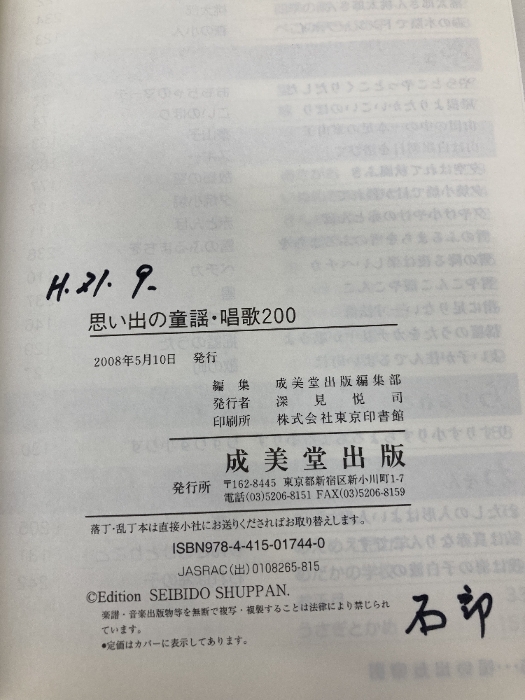 H.21.9.
思い出の童謡・唱歌200
2008年5月10日 発行
編集 成美堂出版編集部
発行者 深見悦司
印刷所 株式会社東京印書館
発行所 成美堂出版
〒162-8445 東京都新宿区新小川町1-7
電話(03)5206-8151 FAX(03)5206-8159
落丁・乱丁本は直接小社にお送りくださればお取り替えします。
ISBN978-4-415-01744-0
JASRAC(出)0108265-815
©Edition SEIBIDO SHUPPAN.
楽譜・音楽出版物等を無断で複写・複製することは法律により禁じられ
ています。
●定価はカバーに表示してあります。
石部